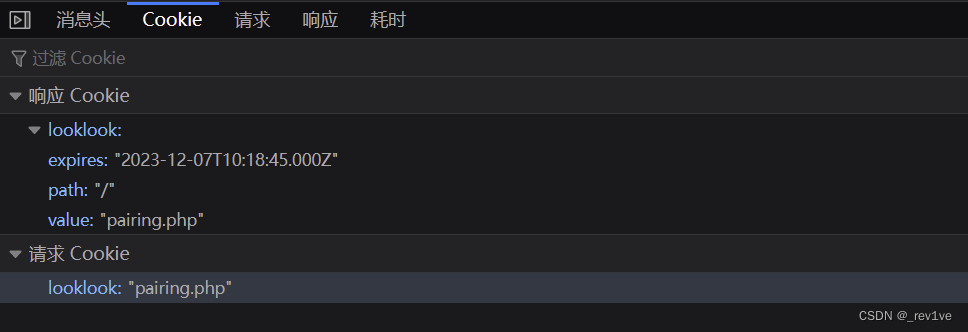 消息头 Cookie 请求 响应 耗时
过滤 Cookie
响应 Cookie
looklook:
expires: "2023-12-07T10:18:45.000Z"
path: "/"
value: "pairing.php"
请求 Cookie
looklook: "pairing.php"
CSDN @_rev1ve